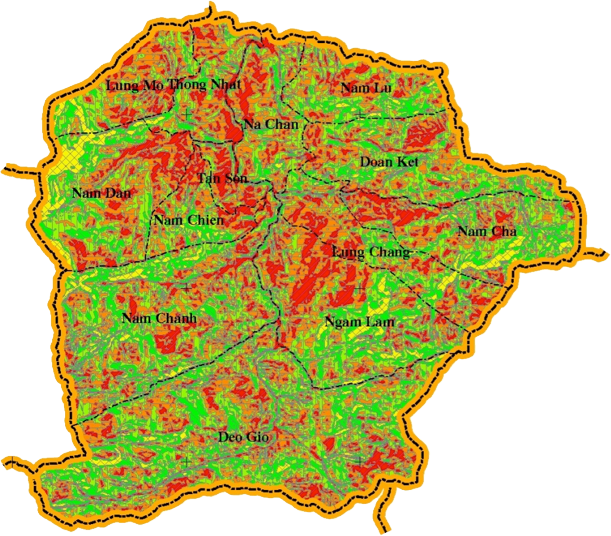 Lung Mo
Thong Nhat
Nam Lu
Na Chan
Doan Ket
Tan Son
Nam Dan
Nam Chien
Nam Cha
Lung Chang
Nam Chanh
Ngam Lam
Deo Gio